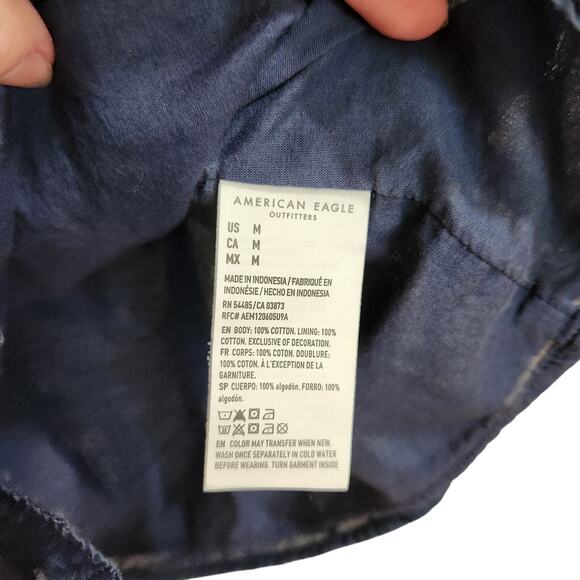 AMERICAN EAGLE
OUTFITTERS
US M
CA M
MX M
MADE IN INDONESIA/FABRIQUÉ EN
INDONÉSIE/HECHO EN INDONESIA
RN 54485/CA 03873
RFC# AEM120605U9A
EN BODY: 100% COTTON. LINING: 100%
COTTON. EXCLUSIVE OF DECORATION.
FR CORPS: 100% COTON. DOUBLURE:
100% COTON. À L'EXCEPTION DE LA
GARNITURE.
SP CUERPO: 100% algodón. FORRO: 100%
algodón.
EN COLOR MAY TRANSFER WHEN NEW.
WASH ONCE SEPARATELY IN COLD WATER
BEFORE WEARING. TURN GARMENT INSIDE